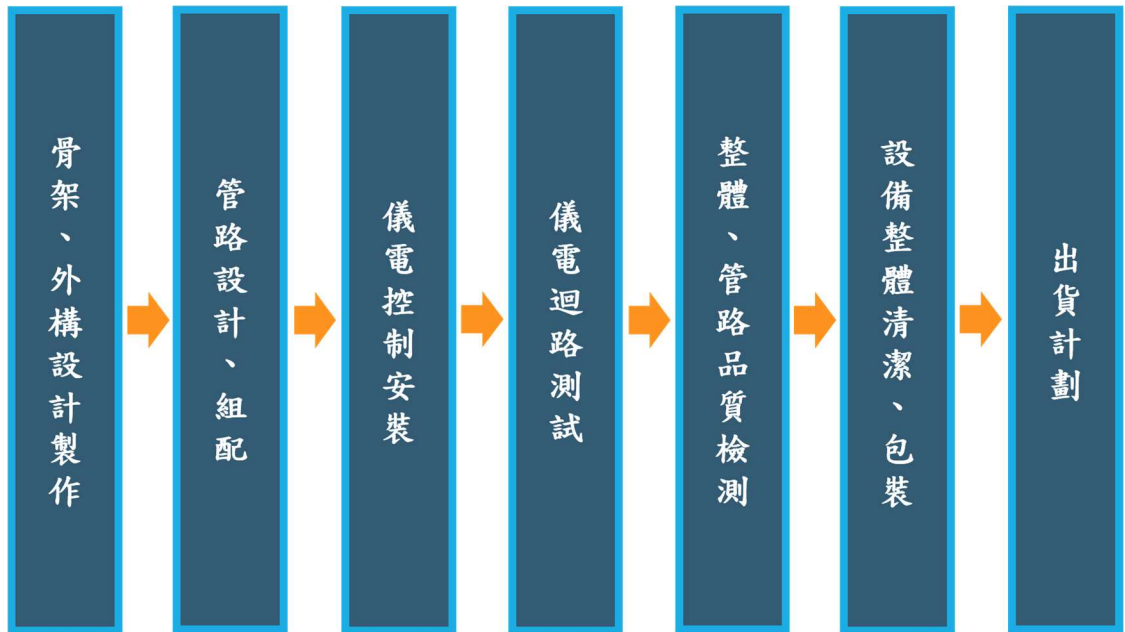 骨架、外構設計製作
管路設計、組配
儀電控制安裝
儀電迴路測試
整體、管路品質檢測
設備整體清潔、包裝
出貨計劃